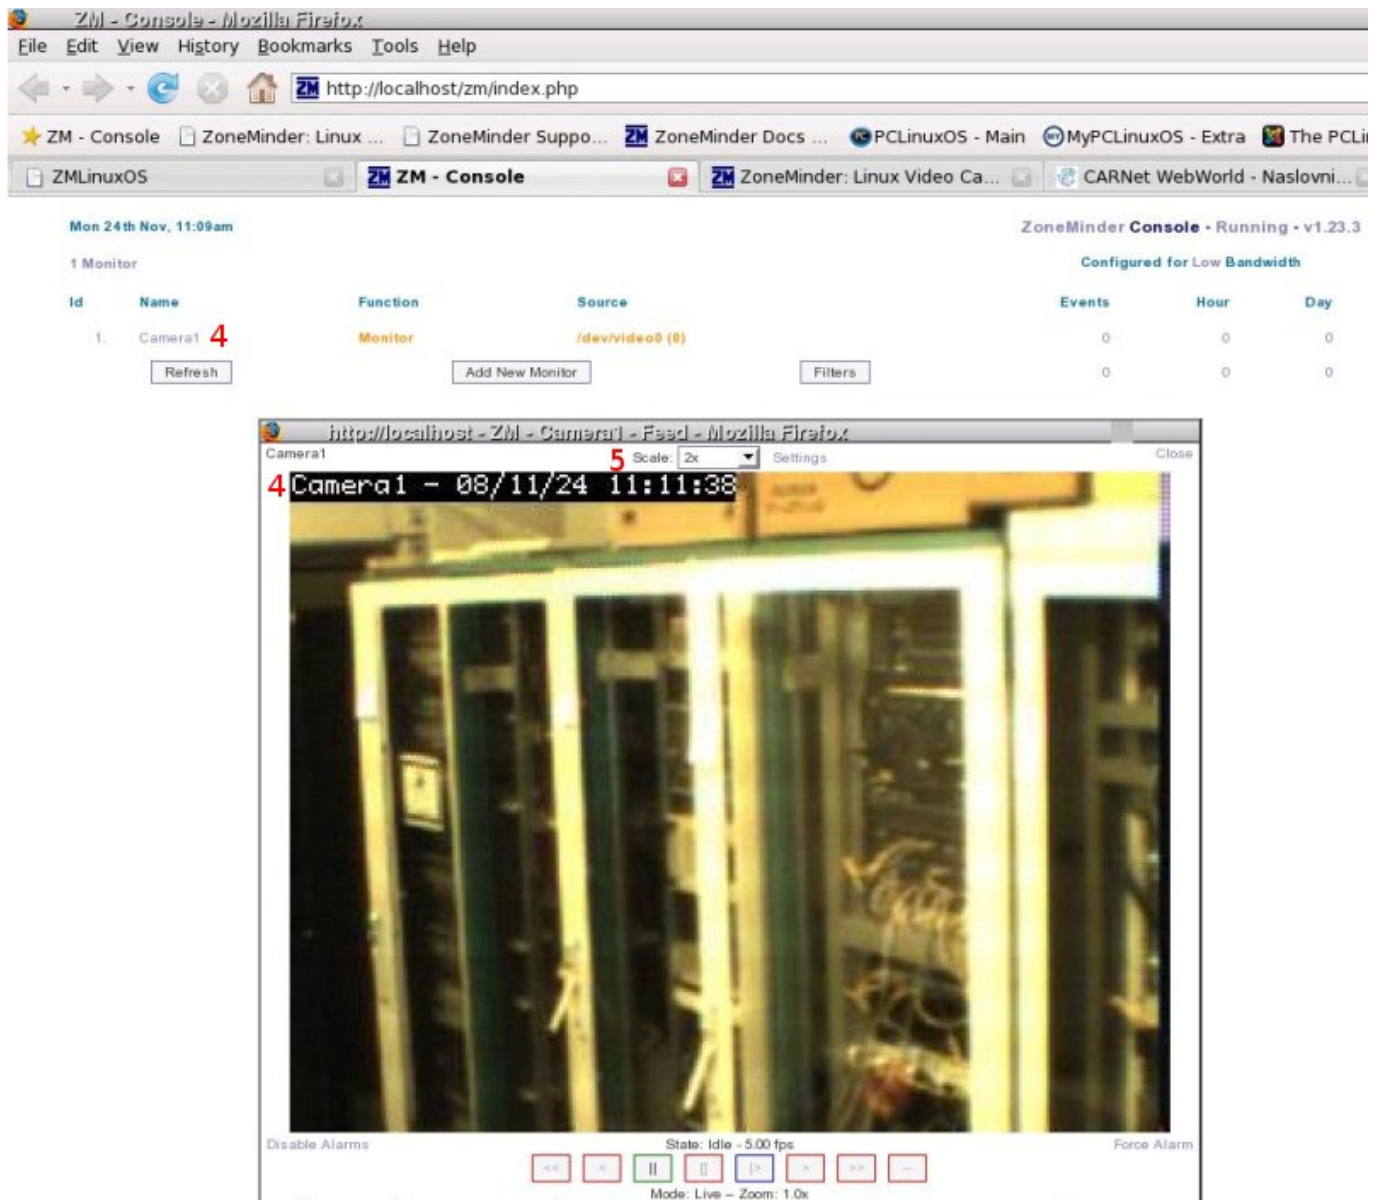 ZM - Console - Mozilla Firefox
File Edit View History Bookmarks Tools Help
ZM http://localhost/zm/index.php
ZM - Console ZoneMinder: Linux ... ZoneMinder Suppo... ZM ZoneMinder Docs ... PCLinuxOS - Main MyPCLinuxOS - Extra The PCLi
ZMLinuxOS ZM ZM - Console ZM ZoneMinder: Linux Video Ca... CARNet WebWorld - Naslovni...
Mon 24th Nov, 11:09am ZoneMinder Console - Running - v1.23.3
1 Monitor Configured for Low Bandwidth
Id Name Function Source Events Hour Day
1. Camera1 4 Monitor /dev/video0 (0) 0 0 0
Refresh Add New Monitor Filters 0 0 0
http://localhost - ZM - Camera1 - Feed - Mozilla Firefox
Camera1 5 Scale: 2x Settings Close
4 Camera1 - 08/11/24 11:11:38
Disable Alarms State: Idle - 5.00 fps Force Alarm
<< < || [] |> > >> –
Mode: Live – Zoom: 1.0x